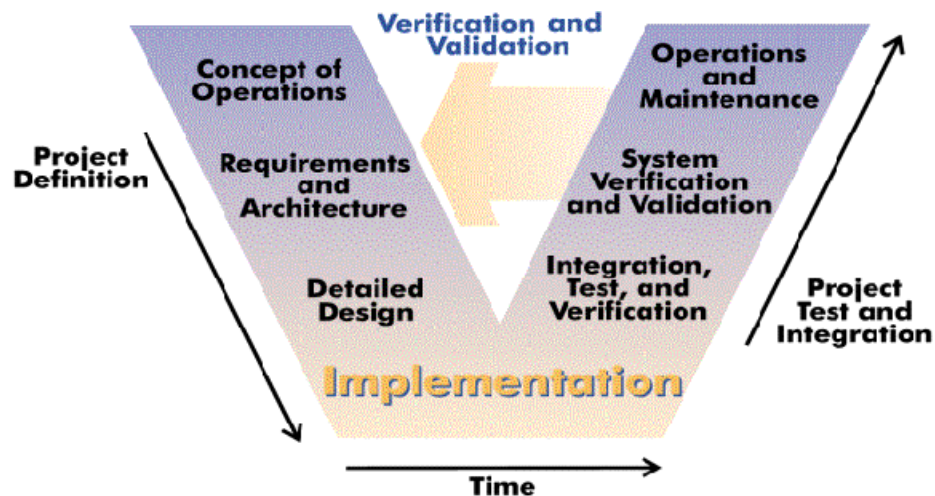 Verification and
Validation
Concept of
Operations
Operations
and
Maintenance
Project
Definition
Requirements
and
Architecture
System
Verification
and Validation
Detailed
Design
Integration,
Test, and
Verification
Project
Test and
Integration
Implementation
Time